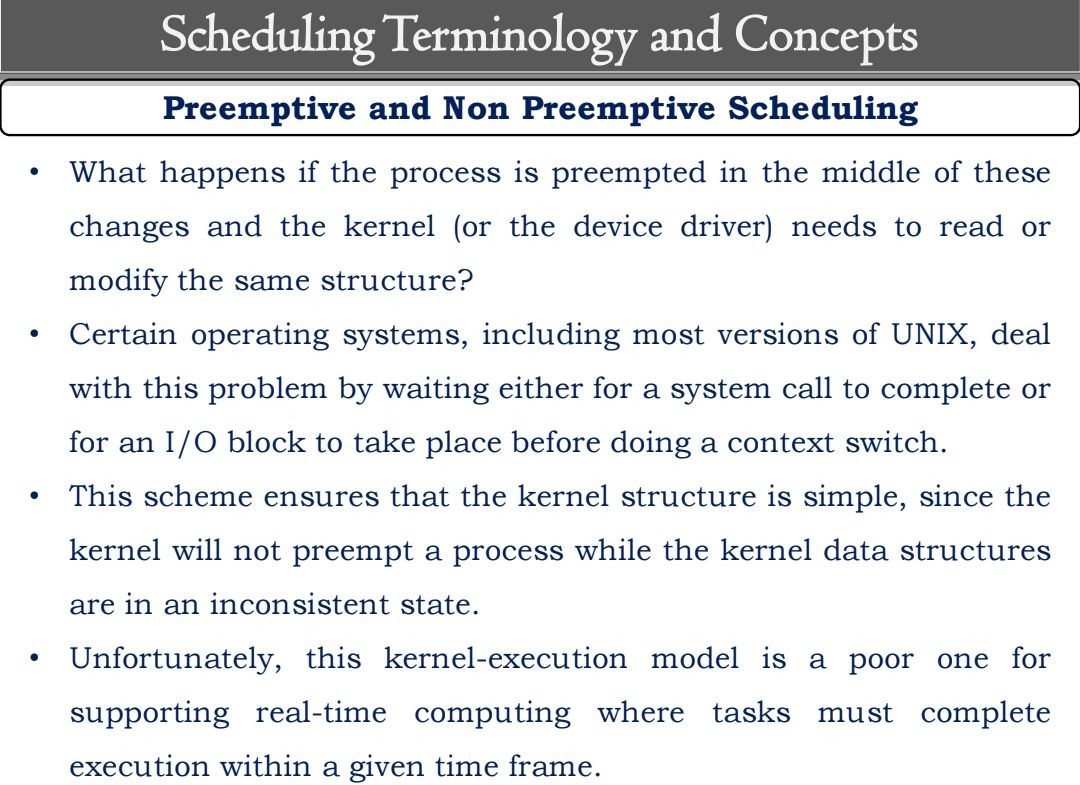 Scheduling Terminology and Concepts
Preemptive and Non Preemptive Scheduling
• What happens if the process is preempted in the middle of these
changes and the kernel (or the device driver) needs to read or
modify the same structure?
• Certain operating systems, including most versions of UNIX, deal
with this problem by waiting either for a system call to complete or
for an I/O block to take place before doing a context switch.
• This scheme ensures that the kernel structure is simple, since the
kernel will not preempt a process while the kernel data structures
are in an inconsistent state.
• Unfortunately, this kernel-execution model is a poor one for
supporting real-time computing where tasks must complete
execution within a given time frame.